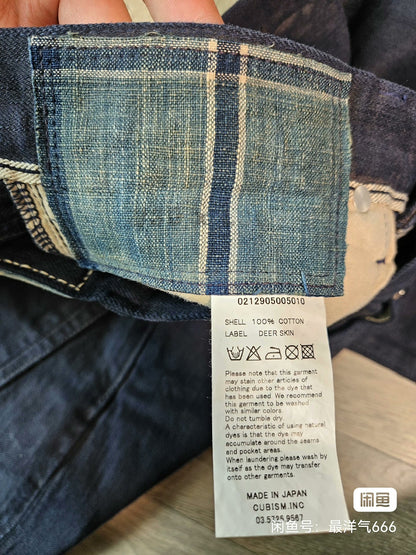 0212905005010
SHELL 100% COTTON
LABEL DEER SKIN
Please note that this garment
may stain other articles of
clothing due to the dye that
has been used. We recommend
this garment to be washed
with similar colors.
Do not tumble dry.
A characteristic of using natural
dyes is that the dye may
accumulate around the seams
and pocket areas.
When laundering please wash by
itself as the dye may transfer
onto other garments.
MADE IN JAPAN
CUBISM.INC
03.5725.9567
闲鱼
闲鱼号：最洋气666